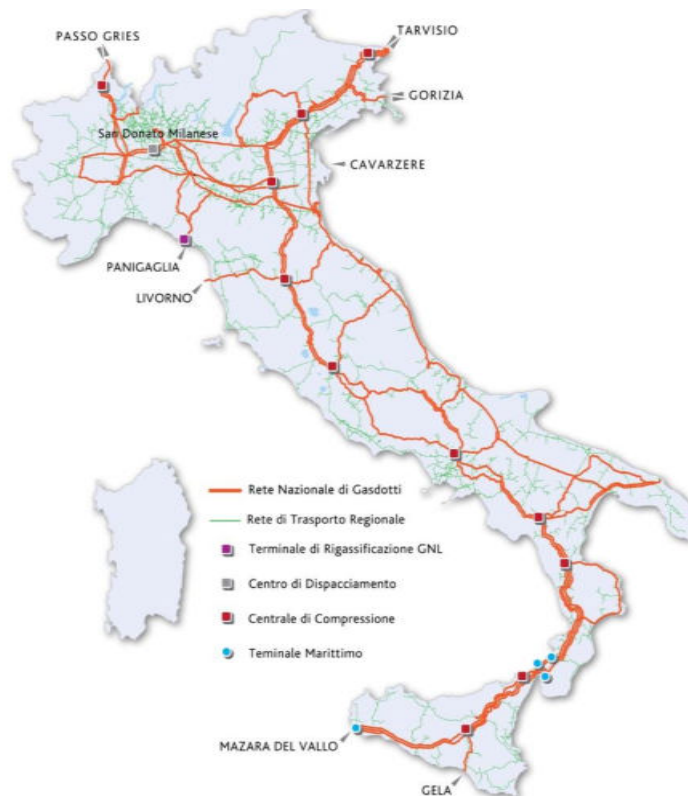 TARVISIO
PASSO GRIES
GORIZIA
San Donato Milanese
CAVARZERE
PANIGAGLIA
LIVORNO
Rete Nazionale di Gasdotti
Rete di Trasporto Regionale
Terminale di Rigassificazione GNL
Centro di Dispacciamento
Centrale di Compressione
Teminale Marittimo
MAZARA DEL VALLO
GELA